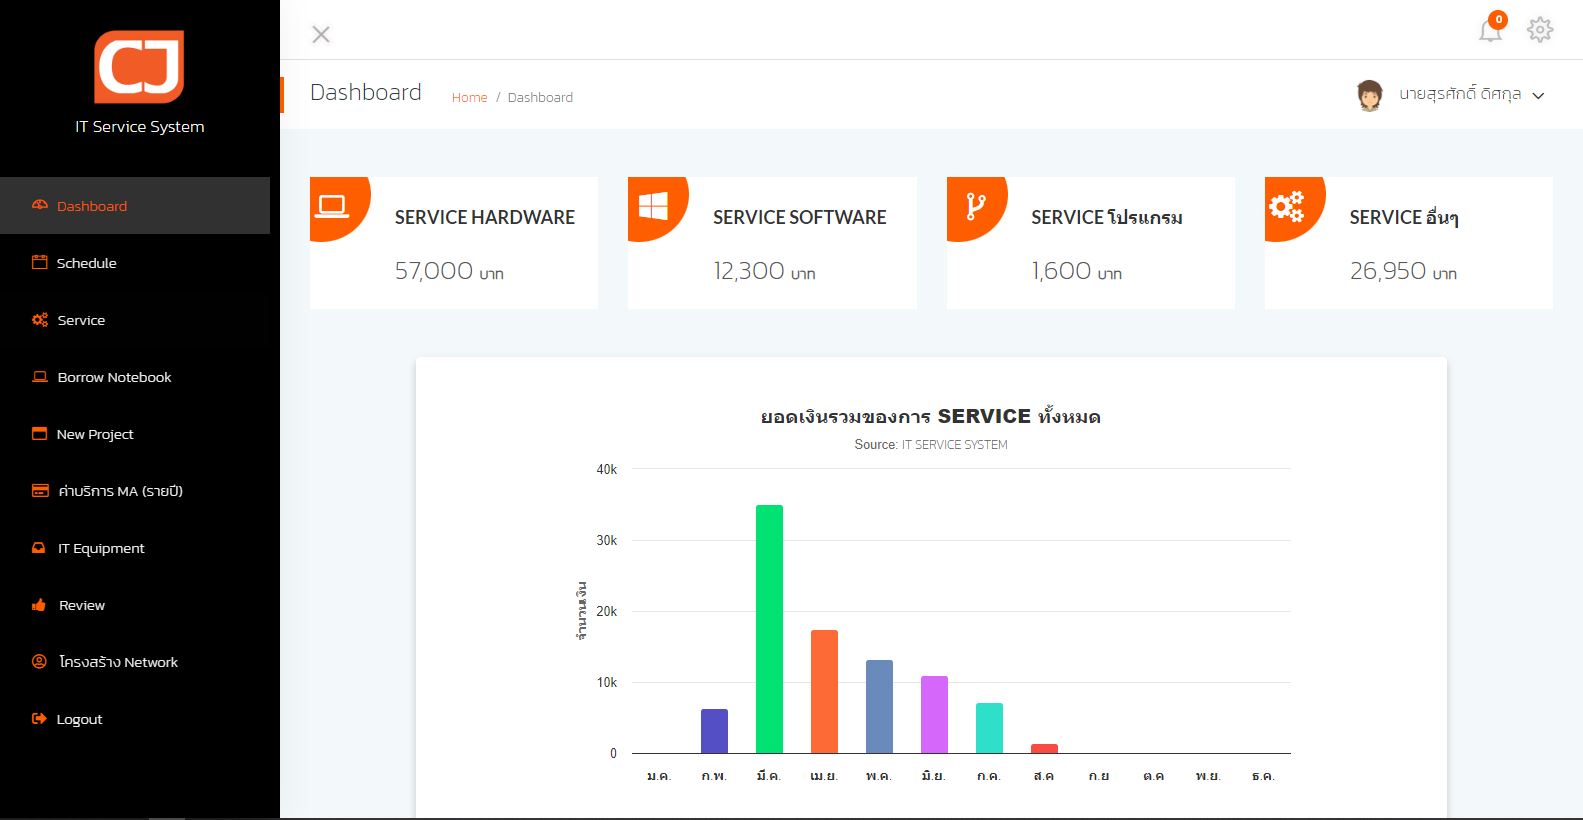 CJ
IT Service System
Dashboard
Schedule
Service
Borrow Notebook
New Project
ค่าบริการ MA (รายปี)
IT Equipment
Review
โครงสร้าง Network
Logout
0
Dashboard
Home / Dashboard
นายสุรศักดิ์ ดิศกุล
SERVICE HARDWARE
57,000 บาท
SERVICE SOFTWARE
12,300 บาท
SERVICE โปรแกรม
1,600 บาท
SERVICE อื่นๆ
26,950 บาท
ยอดเงินรวมของการ SERVICE ทั้งหมด
Source: IT SERVICE SYSTEM
จำนวนเงิน
40k
30k
20k
10k
0
ม.ค. ก.พ. มี.ค. เม.ย. พ.ค. มิ.ย. ก.ค. ส.ค ก.ย ต.ค พ.ย. ธ.ค.